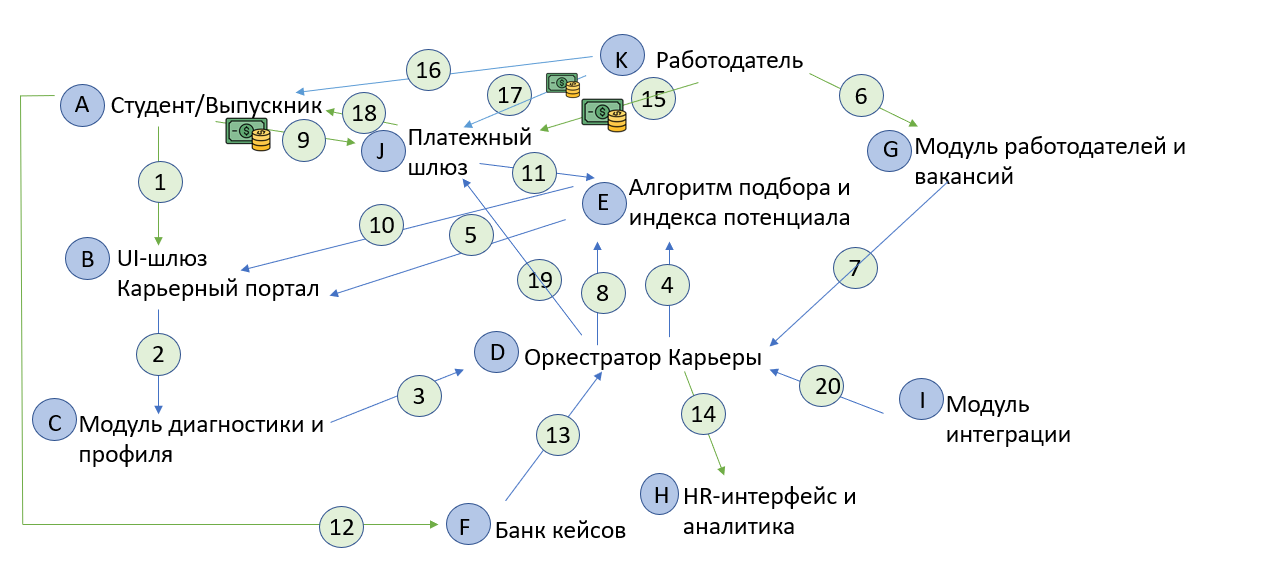 K
Работодатель
16
A
Студент/Выпускник
17
15
6
18
9
J
Платежный
шлюз
G
Модуль работодателей и
вакансий
1
11
E
Алгоритм подбора и
индекса потенциала
10
5
B
UI-шлюз
Карьерный портал
19
8
4
7
2
D
Оркестратор Карьеры
3
20
I
Модуль
интеграции
C
Модуль диагностики и
профиля
14
13
H
HR-интерфейс и
аналитика
12
F
Банк кейсов